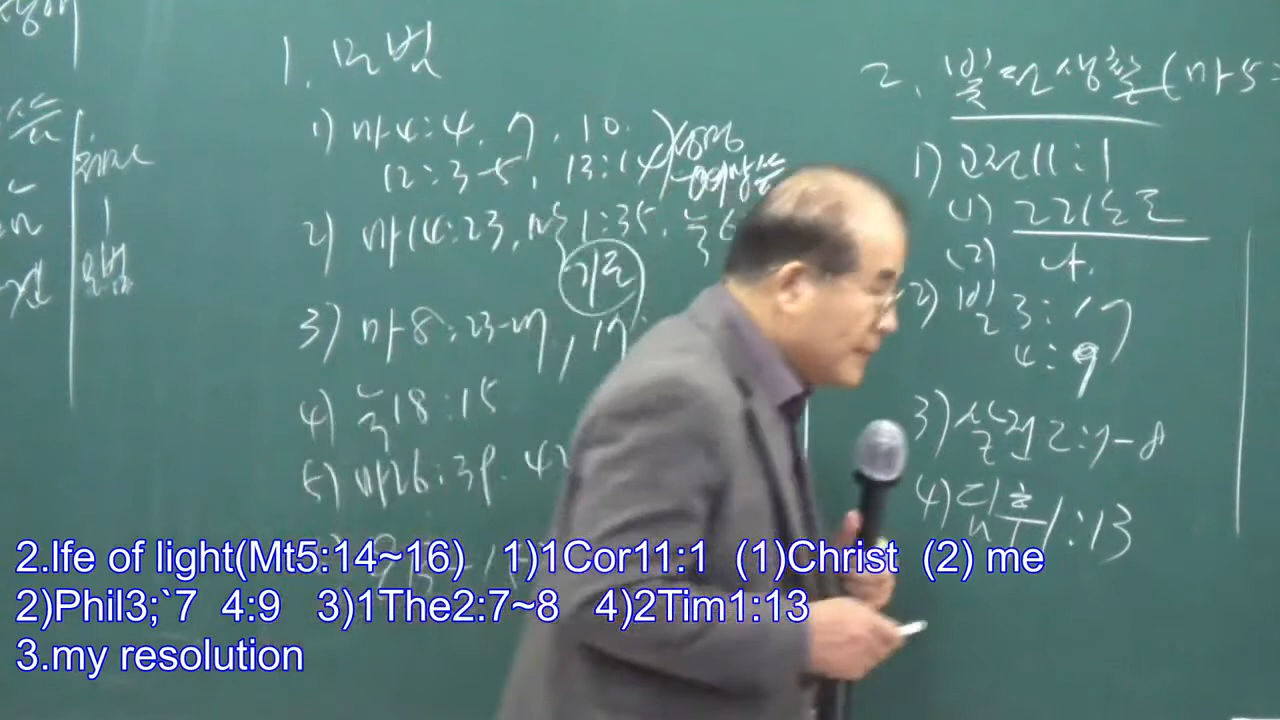 1. 모범
1) 마4:4, 7, 10.
12:3-5, 13:14
2) 마14:23, 막1:35. 눅6
기도
3) 마8:23-27, 17:
4) 눅18:15
5) 마26:39. 42
2. 빛된생활(마5:
1) 고전11:1
(1) 그리스도
(2) 나.
2) 빌3:17
4:9
3) 살전2:7-8
4) 딤후1:13
2.lfe of light(Mt5:14~16) 1)1Cor11:1 (1)Christ (2) me
2)Phil3;`7 4:9 3)1The2:7~8 4)2Tim1:13
3.my resolution